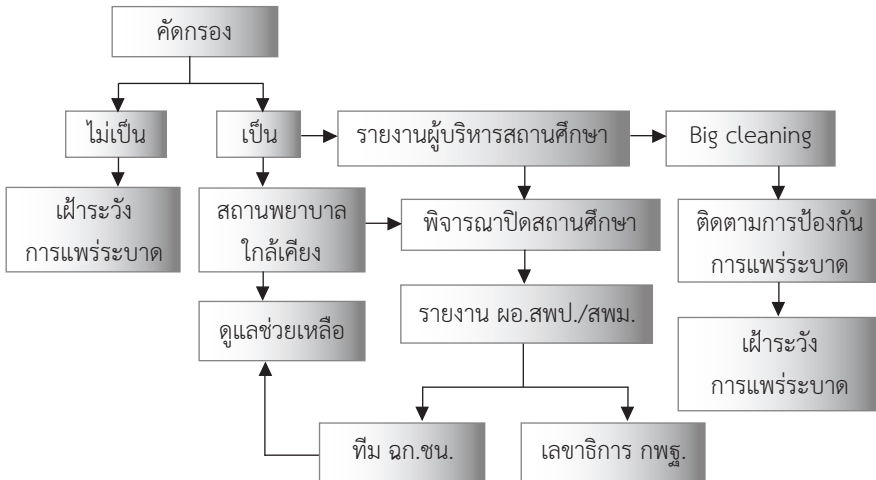 คัดกรอง
ไม่เป็น
เป็น
รายงานผู้บริหารสถานศึกษา
Big cleaning
เฝ้าระวัง
การแพร่ระบาด
สถานพยาบาล
ใกล้เคียง
พิจารณาปิดสถานศึกษา
ติดตามการป้องกัน
การแพร่ระบาด
ดูแลช่วยเหลือ
รายงาน ผอ.สพป./สพม.
เฝ้าระวัง
การแพร่ระบาด
ทีม ฉก.ชน.
เลขาธิการ กพฐ.